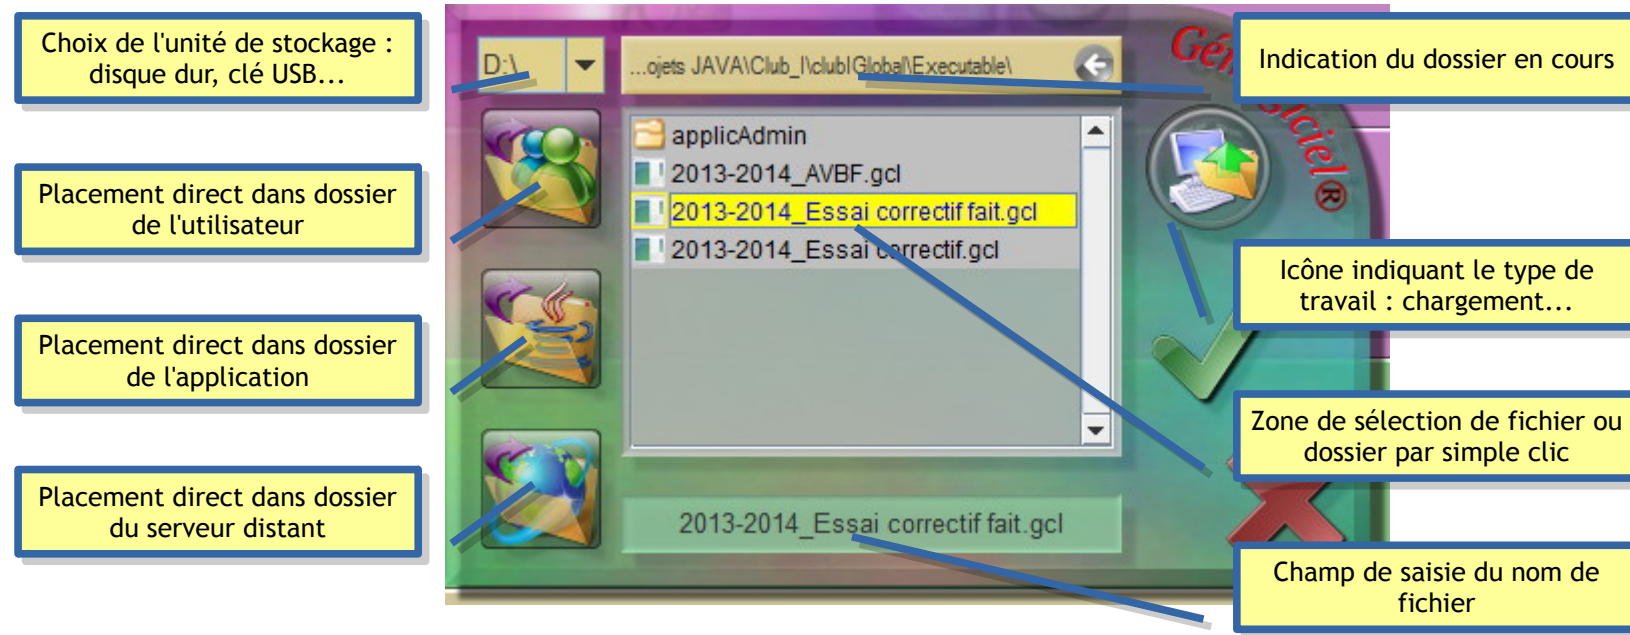 Choix de l'unité de stockage :
disque dur, clé USB...
Placement direct dans dossier
de l'utilisateur
Placement direct dans dossier
de l'application
Placement direct dans dossier
du serveur distant
D:\
...ojets JAVA\Club_I\clubIGlobal\Executable\
applicAdmin
2013-2014_AVBF.gcl
2013-2014_Essai correctif fait.gcl
2013-2014_Essai correctif.gcl
2013-2014_Essai correctif fait.gcl
Indication du dossier en cours
Icône indiquant le type de
travail : chargement...
Zone de sélection de fichier ou
dossier par simple clic
Champ de saisie du nom de
fichier